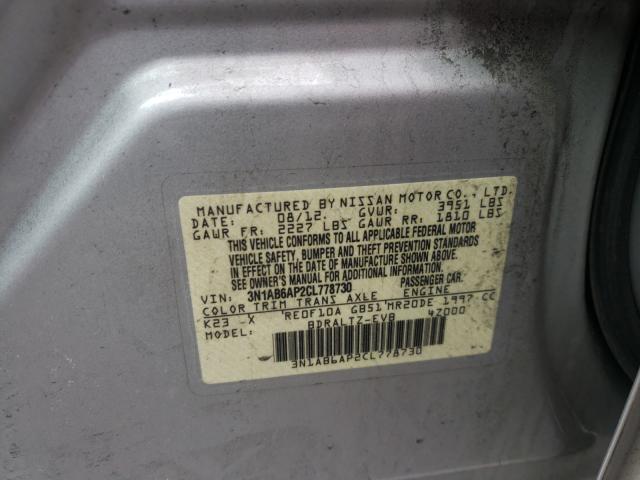 MANUFACTURED BY NISSAN MOTOR CO., LTD.
DATE: 08/12 GVWR: 3951 LBS
GAWR FR: 2227 LBS GAWR RR: 1810 LBS
THIS VEHICLE CONFORMS TO ALL APPLICABLE FEDERAL MOTOR
VEHICLE SAFETY, BUMPER AND THEFT PREVENTION STANDARDS
IN EFFECT ON THE DATE OF MANUFACTURE SHOWN ABOVE.
SEE OWNER'S MANUAL FOR ADDITIONAL INFORMATION.
VIN: 3N1AB6AP2CL778730 PASSENGER CAR.
COLOR TRIM TRANS AXLE ENGINE
K23 -X RE0F10A GB51 MR20DE 1997 CC
BDRALTZ-EVB 4Z000
3N1AB6AP2CL778730